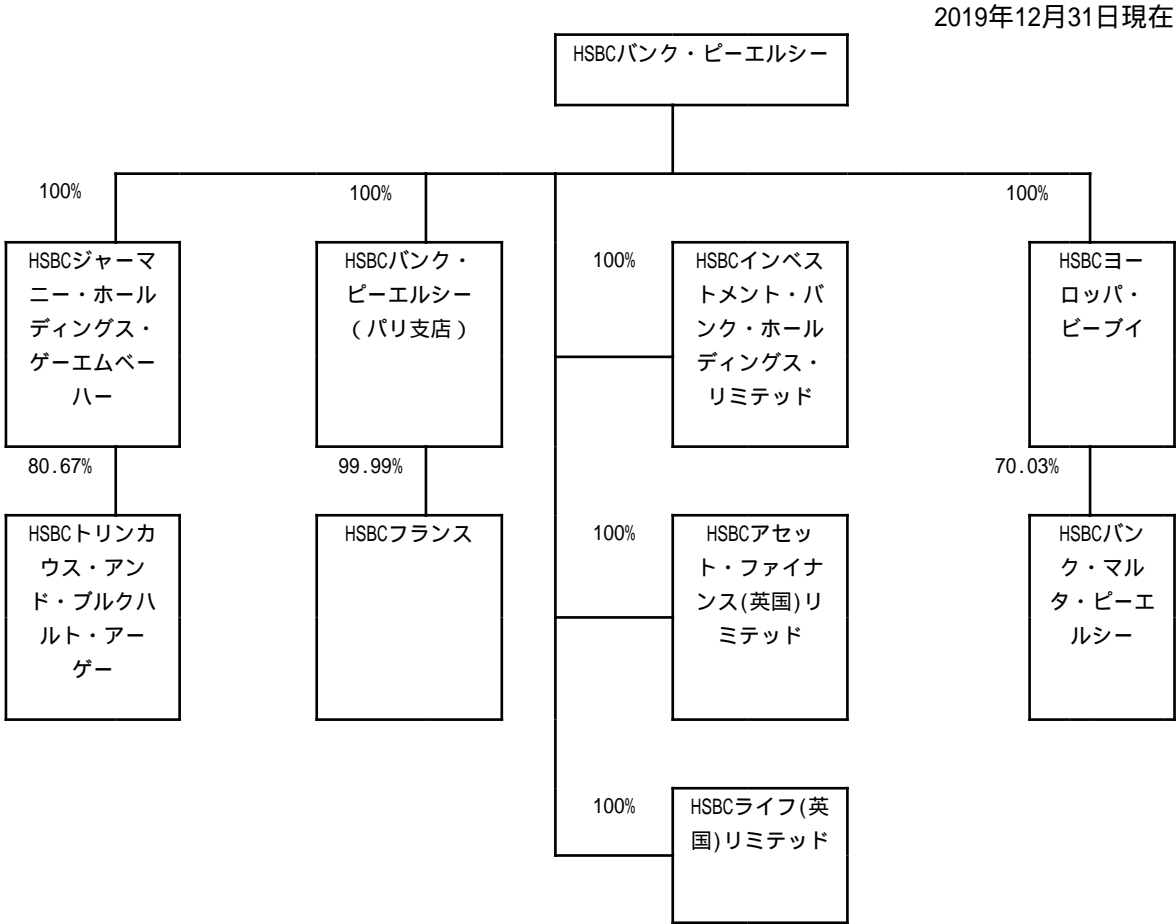 2019年12月31日現在
HSBCバンク・ピーエルシー
100%
100%
100%
HSBCジャーマ
ニー・ホール
ディングス・
ゲーエムベー
ハー
HSBCバンク・
ピーエルシー
(パリ支店)
100%
HSBCインベス
トメント・バ
ンク・ホール
ディングス・
リミテッド
HSBCヨー
ロッパ・
ビーブイ
80.67%
99.99%
70.03%
HSBCトリンカ
ウス・アン
ド・ブルクハ
ルト・アー
ゲー
HSBCフランス
100%
HSBCアセッ
ト・ファイナ
ンス(英国)リ
ミテッド
HSBCバン
ク・マル
タ・ピーエ
ルシー
100%
HSBCライフ(英
国)リミテッド